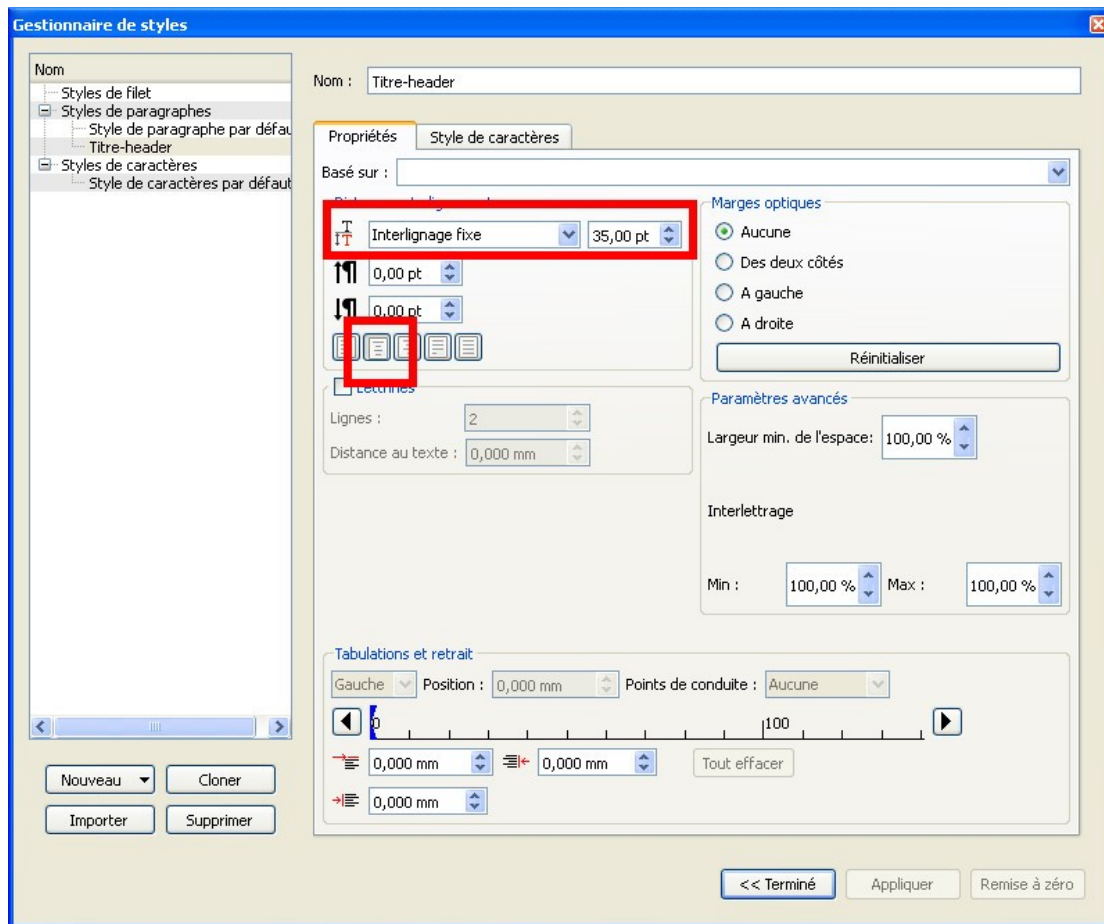 Gestionnaire de styles
Nom
Styles de filet
Styles de paragraphes
Style de paragraphe par défau
Titre-header
Styles de caractères
Style de caractères par défaut
Nouveau
Cloner
Importer
Supprimer
Nom : Titre-header
Propriétés
Style de caractères
Basé sur :
Interlignage fixe
35,00 pt
0,00 pt
0,00 pt
Lettrines
Lignes : 2
Distance au texte : 0,000 mm
Marges optiques
Aucune
Des deux côtés
A gauche
A droite
Réinitialiser
Paramètres avancés
Largeur min. de l'espace: 100,00 %
Interlettrage
Min : 100,00 % Max : 100,00 %
Tabulations et retrait
Gauche Position : 0,000 mm Points de conduite : Aucune
0 100
0,000 mm 0,000 mm Tout effacer
0,000 mm
<< Terminé Appliquer Remise à zéro